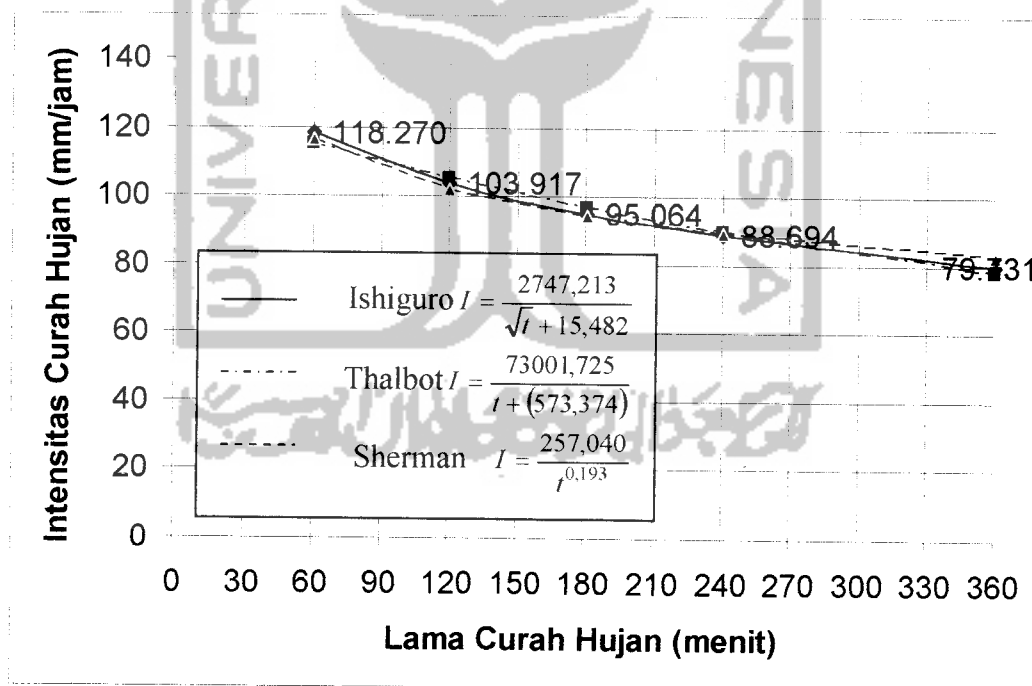 Intensitas Curah Hujan (mm/jam)
140
120
100
80
60
40
20
0
118.270
103.917
95.064
88.694
Ishiguro I = 2747,213 / √t + 15,482
Thalbot I = 73001,725 / t + (573,374)
Sherman I = 257,040 / t^0,193
0 30 60 90 120 150 180 210 240 270 300 330 360
Lama Curah Hujan (menit)